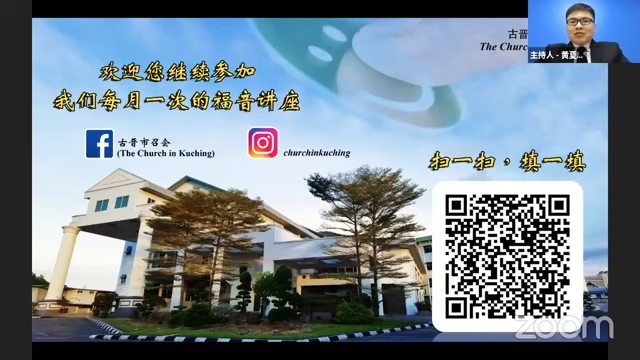 古晋
The Church
主持人 - 黄夏...
欢迎您继续参加
我们每月一次的福音讲座
古晋市召会
(The Church in Kuching)
churchinkuching
扫一扫，填一填
zoom